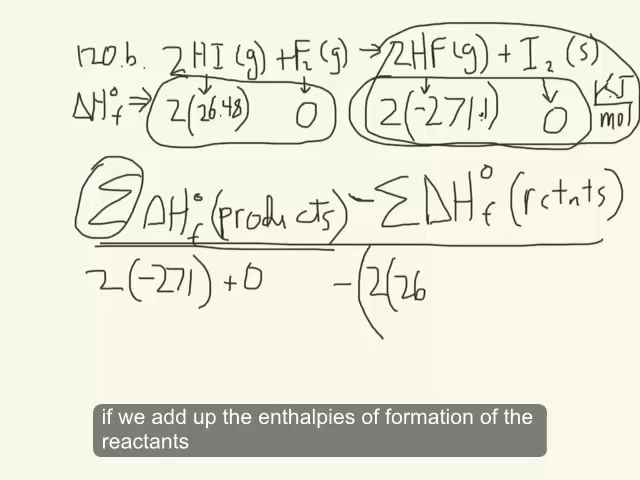 120.b. 2HI(g) + F₂(g) → 2HF(g) + I₂(s)
ΔH°f ⇒ 2(26.48) 0 2(-271.1) 0 KJ/mol
Σ ΔH°f (products) - Σ ΔH°f (rctnts)
2(-271) + 0 - (2(26
if we add up the enthalpies of formation of the
reactants